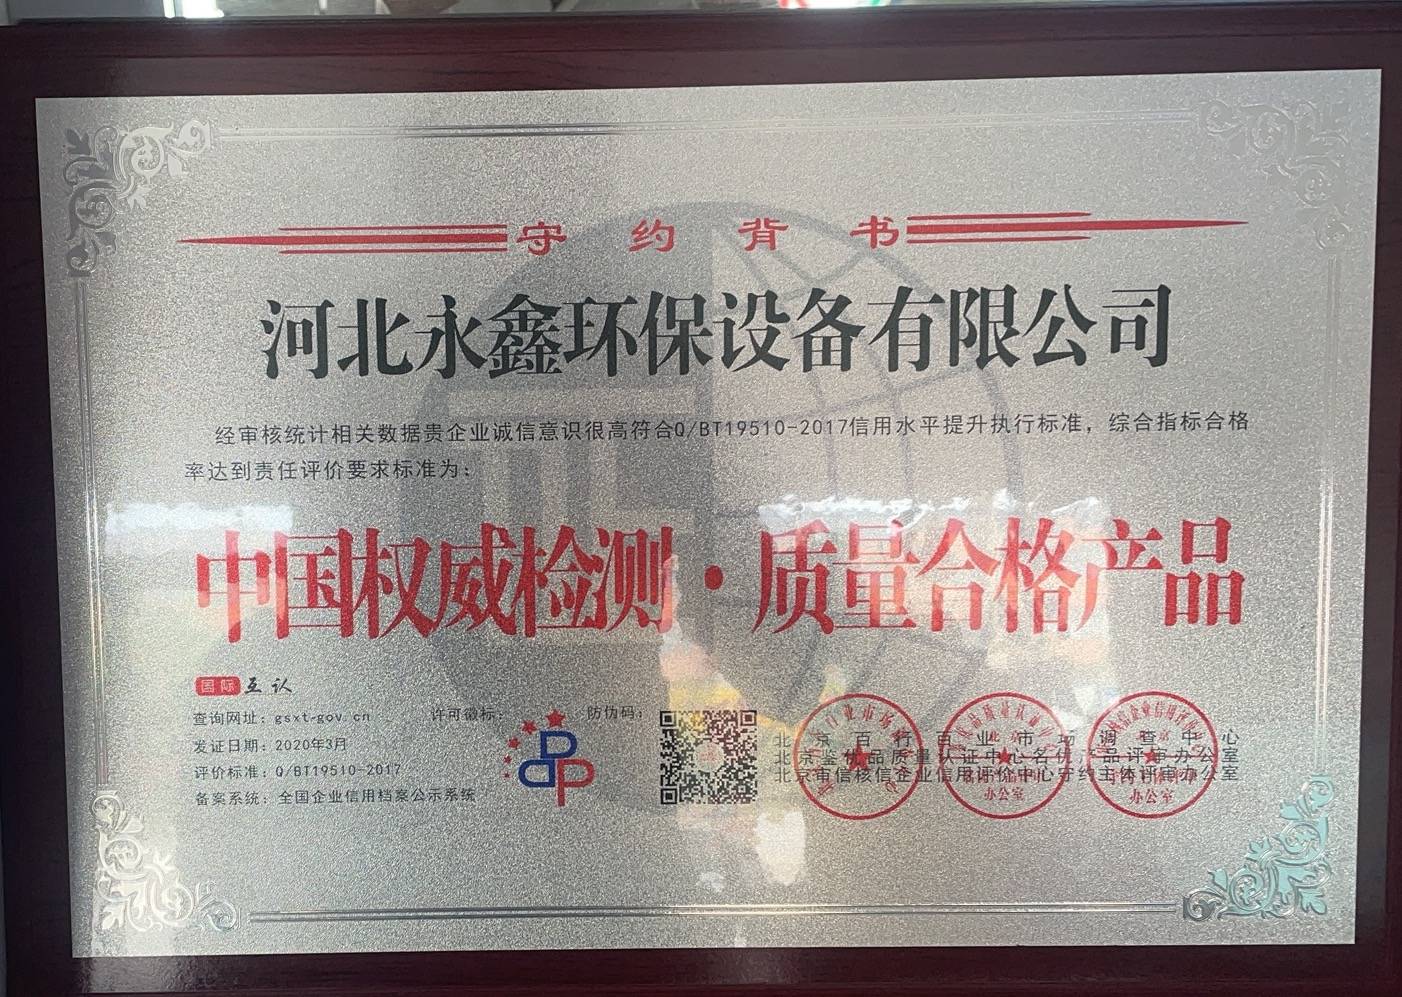 守约背书
河北永鑫环保设备有限公司
经审核统计相关数据贵企业诚信意识很高符合Q/BT19510-2017信用水平提升执行标准，综合指标合格
率达到责任评价要求标准为：
中国权威检测·质量合格产品
国际互认
查询网址：gsxt-gov.cn
许可徽标：
防伪码：
发证日期：2020年3月
评价标准：Q/BT19510-2017
备案系统：全国企业信用档案公示系统
北京百行百业市场调查中心
北京鉴优品质量认证中心名优产品评审办公室
北京审信核信企业信用评价中心守约主体评审办公室
办公室
办公室